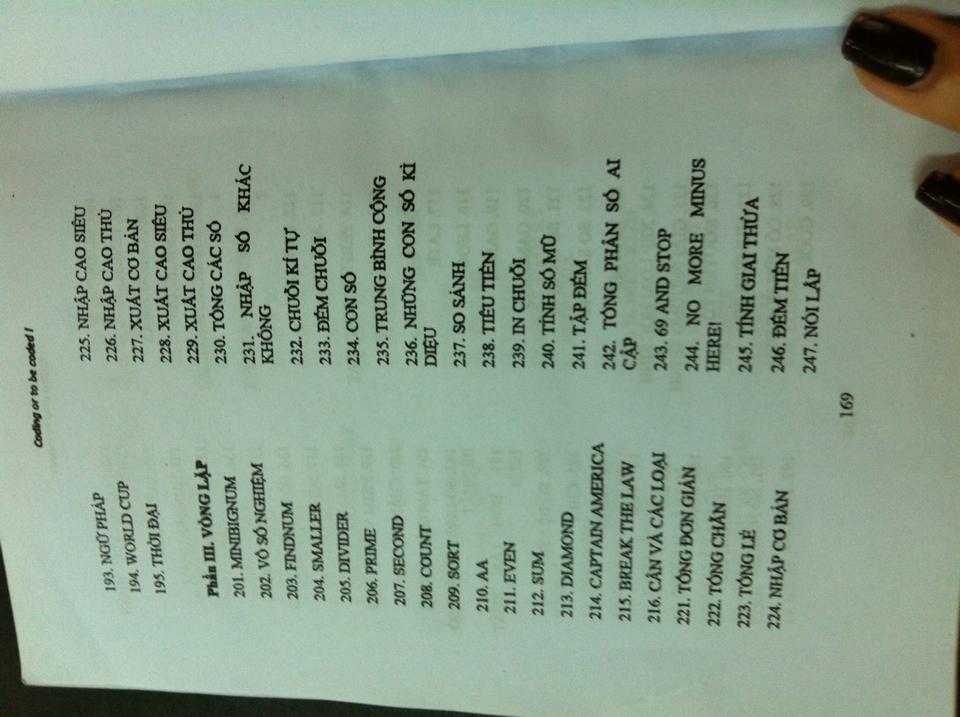 Coding or to be coded !
193. NGỮ PHÁP
194. WORLD CUP
195. THỜI ĐẠI
Phần III. VÒNG LẶP
201. MINIBIGNUM
202. VÔ SỐ NGHIỆM
203. FINDNUM
204. SMALLER
205. DIVIDER
206. PRIME
207. SECOND
208. COUNT
209. SORT
210. AA
211. EVEN
212. SUM
213. DIAMOND
214. CAPTAIN AMERICA
215. BREAK THE LAW
216. CÂN VÀ CÁC LOẠI
221. TỔNG ĐƠN GIẢN
222. TỔNG CHẴN
223. TỔNG LẺ
224. NHẬP CƠ BẢN
225. NHẬP CAO SIÊU
226. NHẬP CAO THỦ
227. XUẤT CƠ BẢN
228. XUẤT CAO SIÊU
229. XUẤT CAO THỦ
230. TỔNG CÁC SỐ
231. NHẬP SỐ KHÁC
KHÔNG
232. CHUỖI KÍ TỰ
233. ĐẾM CHUỖI
234. CON SỐ
235. TRUNG BÌNH CỘNG
236. NHỮNG CON SỐ KÌ
DIỆU
237. SO SÁNH
238. TIÊU TIỀN
239. IN CHUỖI
240. TÍNH SỐ MŨ
241. TẬP ĐẾM
242. TỔNG PHÂN SỐ AI
CẬP
243. 69 AND STOP
244. NO MORE MINUS
HERE!
245. TÍNH GIAI THỪA
246. ĐẾM TIỀN
247. NÓI LẮP
169